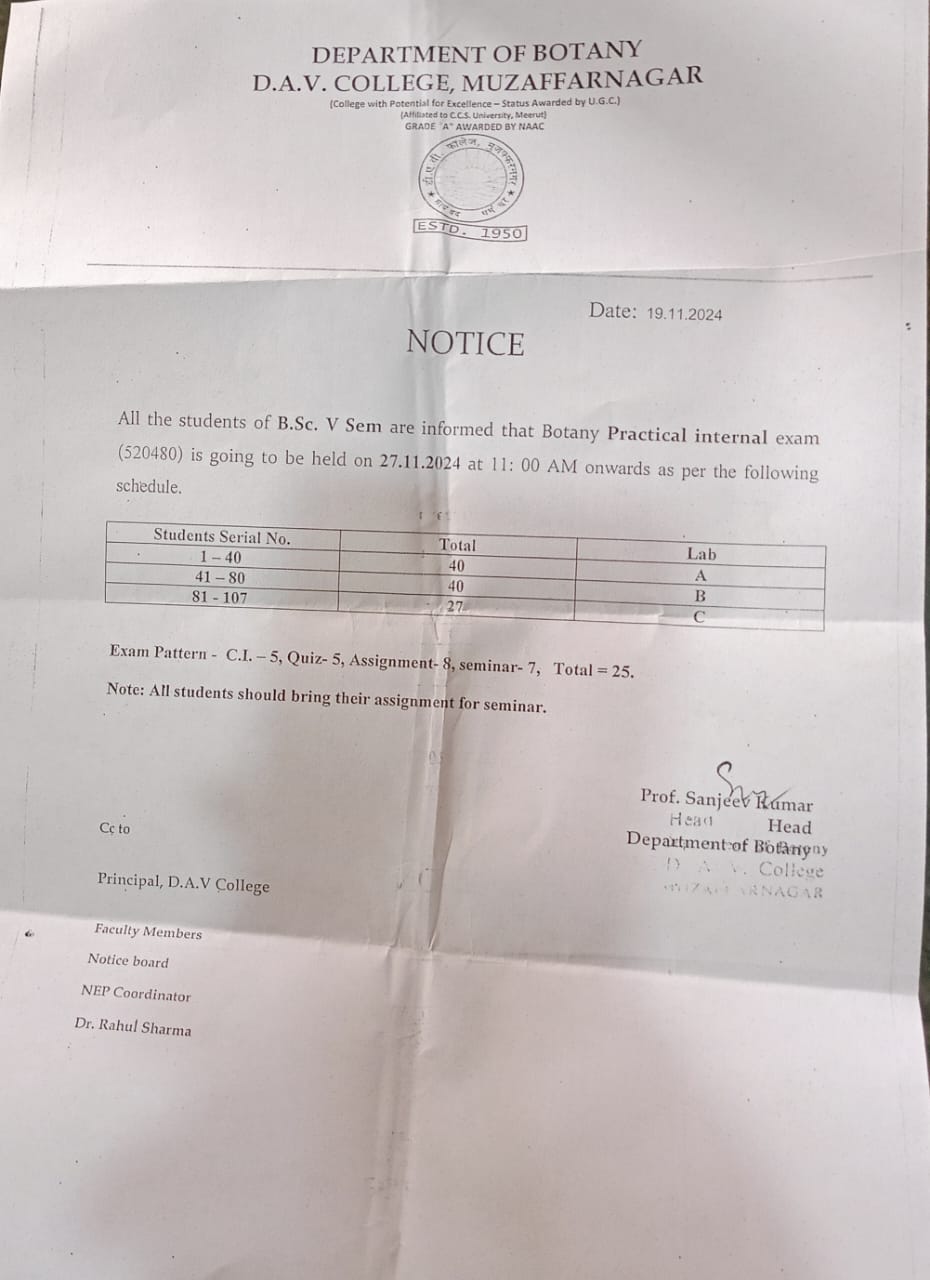 DEPARTMENT OF BOTANY
D.A.V. COLLEGE, MUZAFFARNAGAR
(College with Potential for Excellence – Status Awarded by U.G.C.)
(Affiliated to C.C.S. University, Meerut)
GRADE "A" AWARDED BY NAAC
डी.ए.वी. कालेज, मुजफ्फरनगर
ESTD. 1950
Date: 19.11.2024
NOTICE
All the students of B.Sc. V Sem are informed that Botany Practical internal exam
(520480) is going to be held on 27.11.2024 at 11: 00 AM onwards as per the following
schedule.
Students Serial No. Total Lab
1 – 40 40 A
41 – 80 40 B
81 - 107 27 C
Exam Pattern - C.I. – 5, Quiz- 5, Assignment- 8, seminar- 7, Total = 25.
Note: All students should bring their assignment for seminar.
Prof. Sanjeev Kumar
Head Head
Department of Botany
D. A. V. College
MUZAFFARNAGAR
Cc to
Principal, D.A.V College
Faculty Members
Notice board
NEP Coordinator
Dr. Rahul Sharma